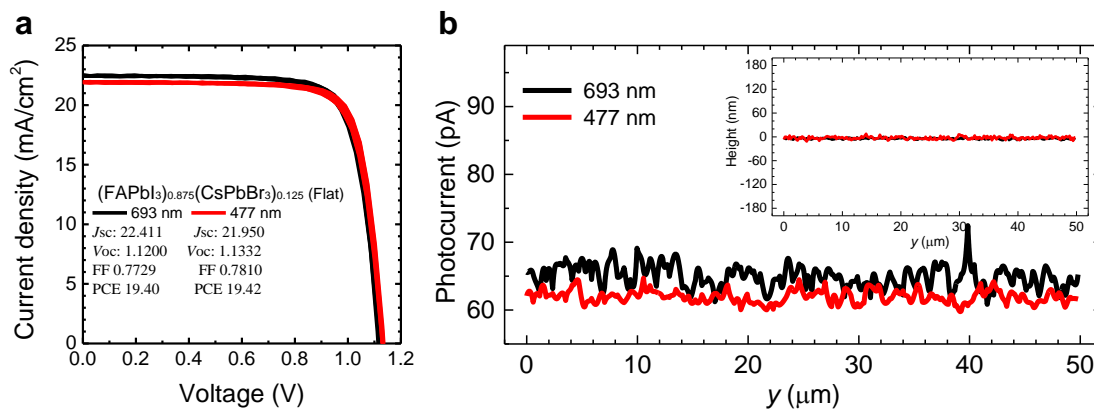 a
25
20
15
10
5
0
Current density (mA/cm²)
0.0 0.2 0.4 0.6 0.8 1.0 1.2
Voltage (V)
(FAPbI₃)₀.₈₇₅(CsPbBr₃)₀.₁₂₅ (Flat)
693 nm 477 nm
Jsc: 22.411 Jsc: 21.950
Voc: 1.1200 Voc: 1.1332
FF 0.7729 FF 0.7810
PCE 19.40 PCE 19.42
b
90
80
70
60
Photocurrent (pA)
0 10 20 30 40 50
y (μm)
693 nm
477 nm
180
120
60
0
-60
-120
-180
Height (nm)
0 10 20 30 40 50
y (μm)